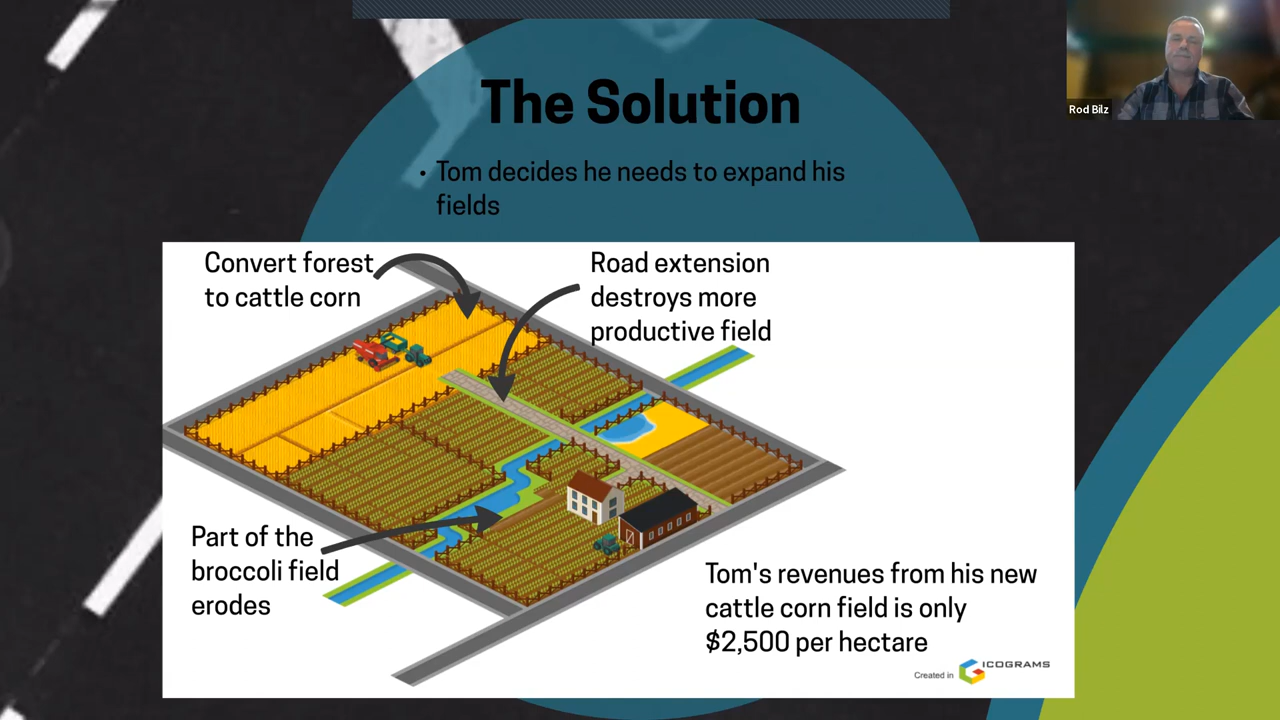 The Solution
Rod Bilz
• Tom decides he needs to expand his
fields
Convert forest
to cattle corn
Road extension
destroys more
productive field
Part of the
broccoli field
erodes
Tom's revenues from his new
cattle corn field is only
$2,500 per hectare
Created in ICOGRAMS